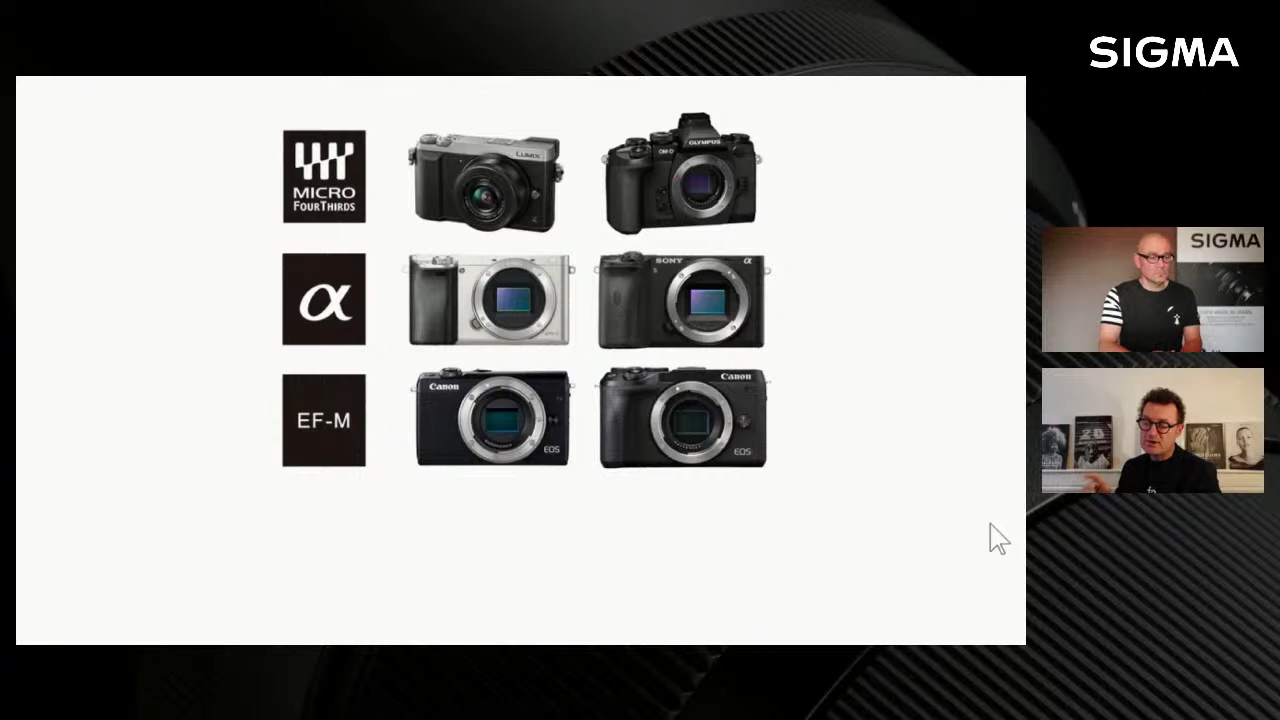 SIGMA
MICRO
FOURTHIRDS
LUMIX
OLYMPUS
OM-D
α
SONY
α
EF-M
Canon
EOS
Canon
EOS
SIGMA